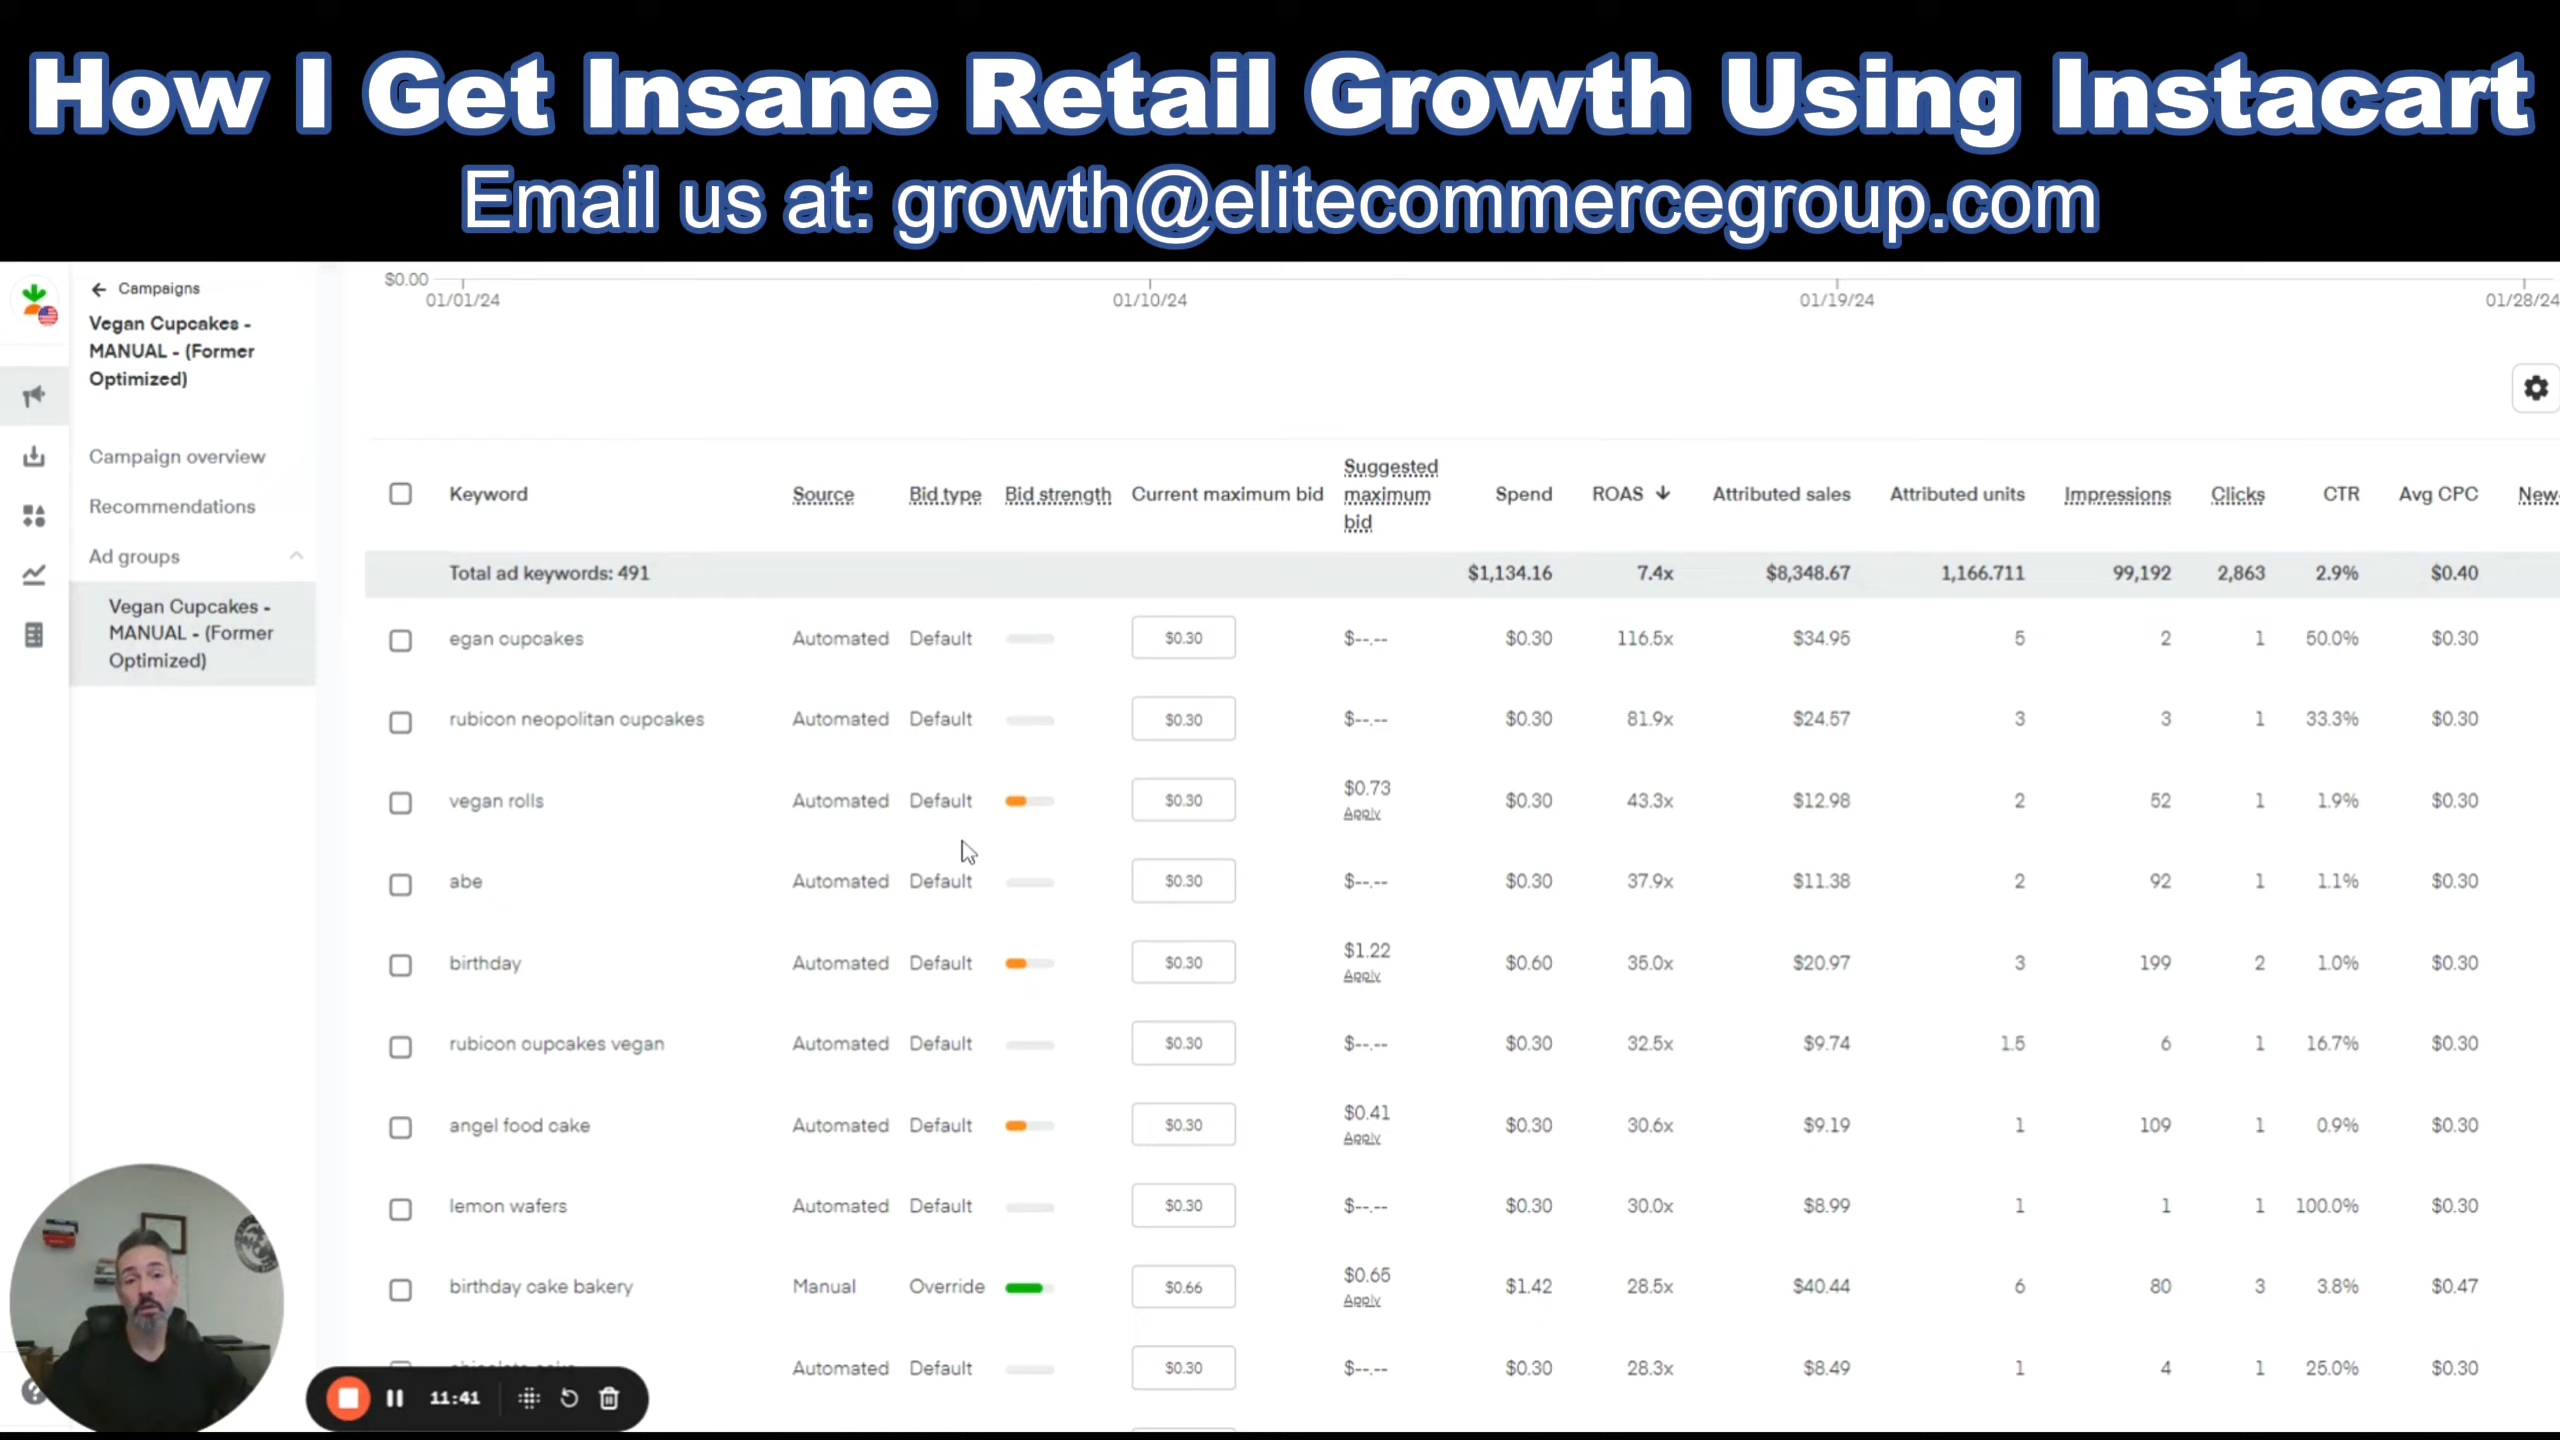 How I Get Insane Retail Growth Using Instacart
Email us at: growth@elitecommercegroup.com
$0.00
01/01/24 01/10/24 01/19/24 01/28/24
Campaigns
Vegan Cupcakes -
MANUAL - (Former
Optimized)
Campaign overview
Recommendations
Ad groups
Vegan Cupcakes -
MANUAL - (Former
Optimized)
Keyword Source Bid type Bid strength Current maximum bid Suggested maximum bid Spend ROAS Attributed sales Attributed units Impressions Clicks CTR Avg CPC New
Total ad keywords: 491 $1,134.16 7.4x $8,348.67 1,166.711 99,192 2,863 2.9% $0.40
egan cupcakes Automated Default $0.30 $--.-- $0.30 116.5x $34.95 5 2 1 50.0% $0.30
rubicon neopolitan cupcakes Automated Default $0.30 $--.-- $0.30 81.9x $24.57 3 3 1 33.3% $0.30
vegan rolls Automated Default $0.30 $0.73 Apply $0.30 43.3x $12.98 2 52 1 1.9% $0.30
abe Automated Default $0.30 $--.-- $0.30 37.9x $11.38 2 92 1 1.1% $0.30
birthday Automated Default $0.30 $1.22 Apply $0.60 35.0x $20.97 3 199 2 1.0% $0.30
rubicon cupcakes vegan Automated Default $0.30 $--.-- $0.30 32.5x $9.74 1.5 6 1 16.7% $0.30
angel food cake Automated Default $0.30 $0.41 Apply $0.30 30.6x $9.19 1 109 1 0.9% $0.30
lemon wafers Automated Default $0.30 $--.-- $0.30 30.0x $8.99 1 1 1 100.0% $0.30
birthday cake bakery Manual Override $0.66 $0.65 Apply $1.42 28.5x $40.44 6 80 3 3.8% $0.47
Automated Default $0.30 $--.-- $0.30 28.3x $8.49 1 4 1 25.0% $0.30
11:41